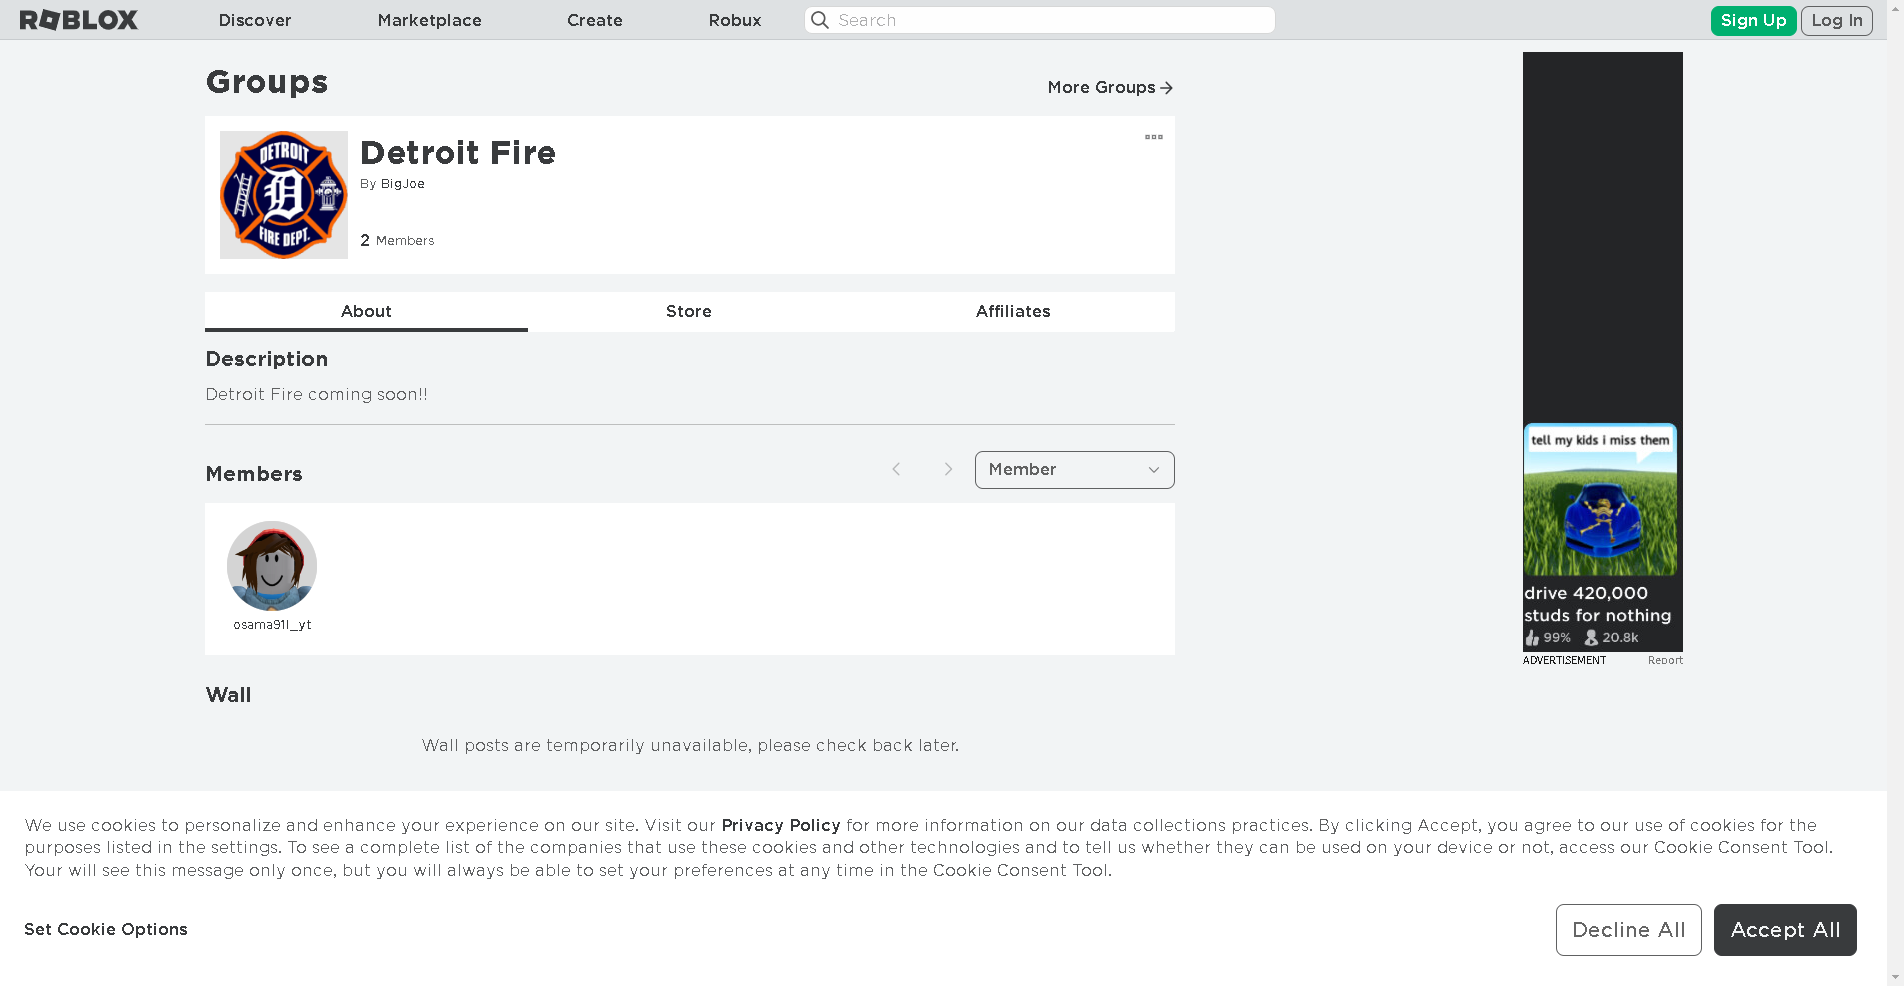 ROBLOX
Discover
Marketplace
Create
Robux
Search
Sign Up
Log In
Groups
More Groups
DETROIT
D
FIRE DEPT.
Detroit Fire
By BigJoe
2 Members
About
Store
Affiliates
Description
Detroit Fire coming soon!!
Members
Member
osama91l_yt
Wall
Wall posts are temporarily unavailable, please check back later.
tell my kids i miss them
drive 420,000
studs for nothing
99% 20.8k
ADVERTISEMENT
Report
We use cookies to personalize and enhance your experience on our site. Visit our Privacy Policy for more information on our data collections practices. By clicking Accept, you agree to our use of cookies for the
purposes listed in the settings. To see a complete list of the companies that use these cookies and other technologies and to tell us whether they can be used on your device or not, access our Cookie Consent Tool.
Your will see this message only once, but you will always be able to set your preferences at any time in the Cookie Consent Tool.
Set Cookie Options
Decline All
Accept All